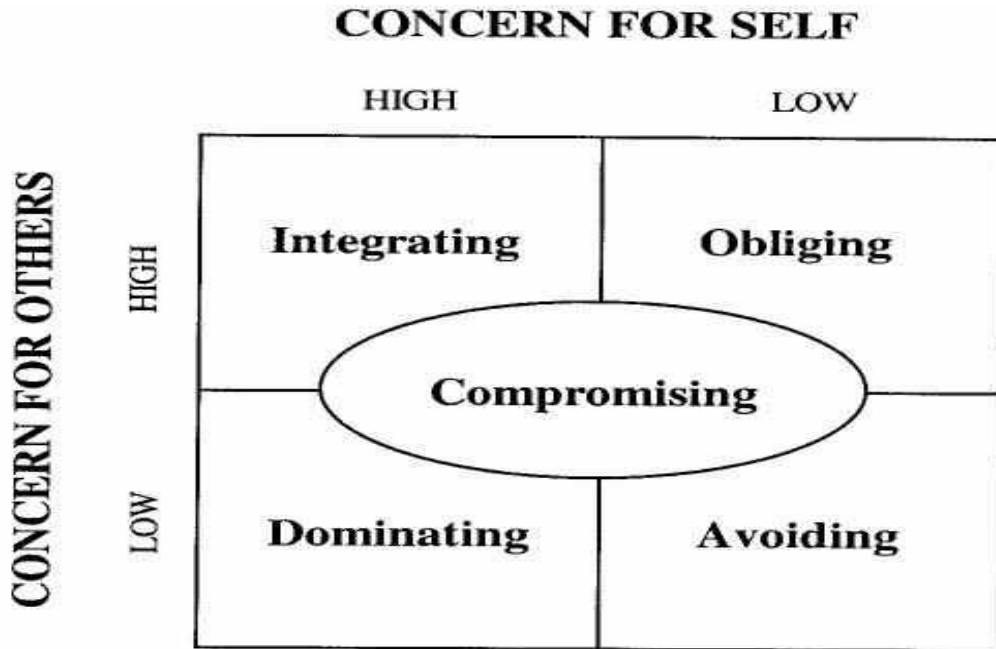 CONCERN FOR SELF
HIGH
LOW
CONCERN FOR OTHERS
HIGH
Integrating
Obliging
Compromising
LOW
Dominating
Avoiding